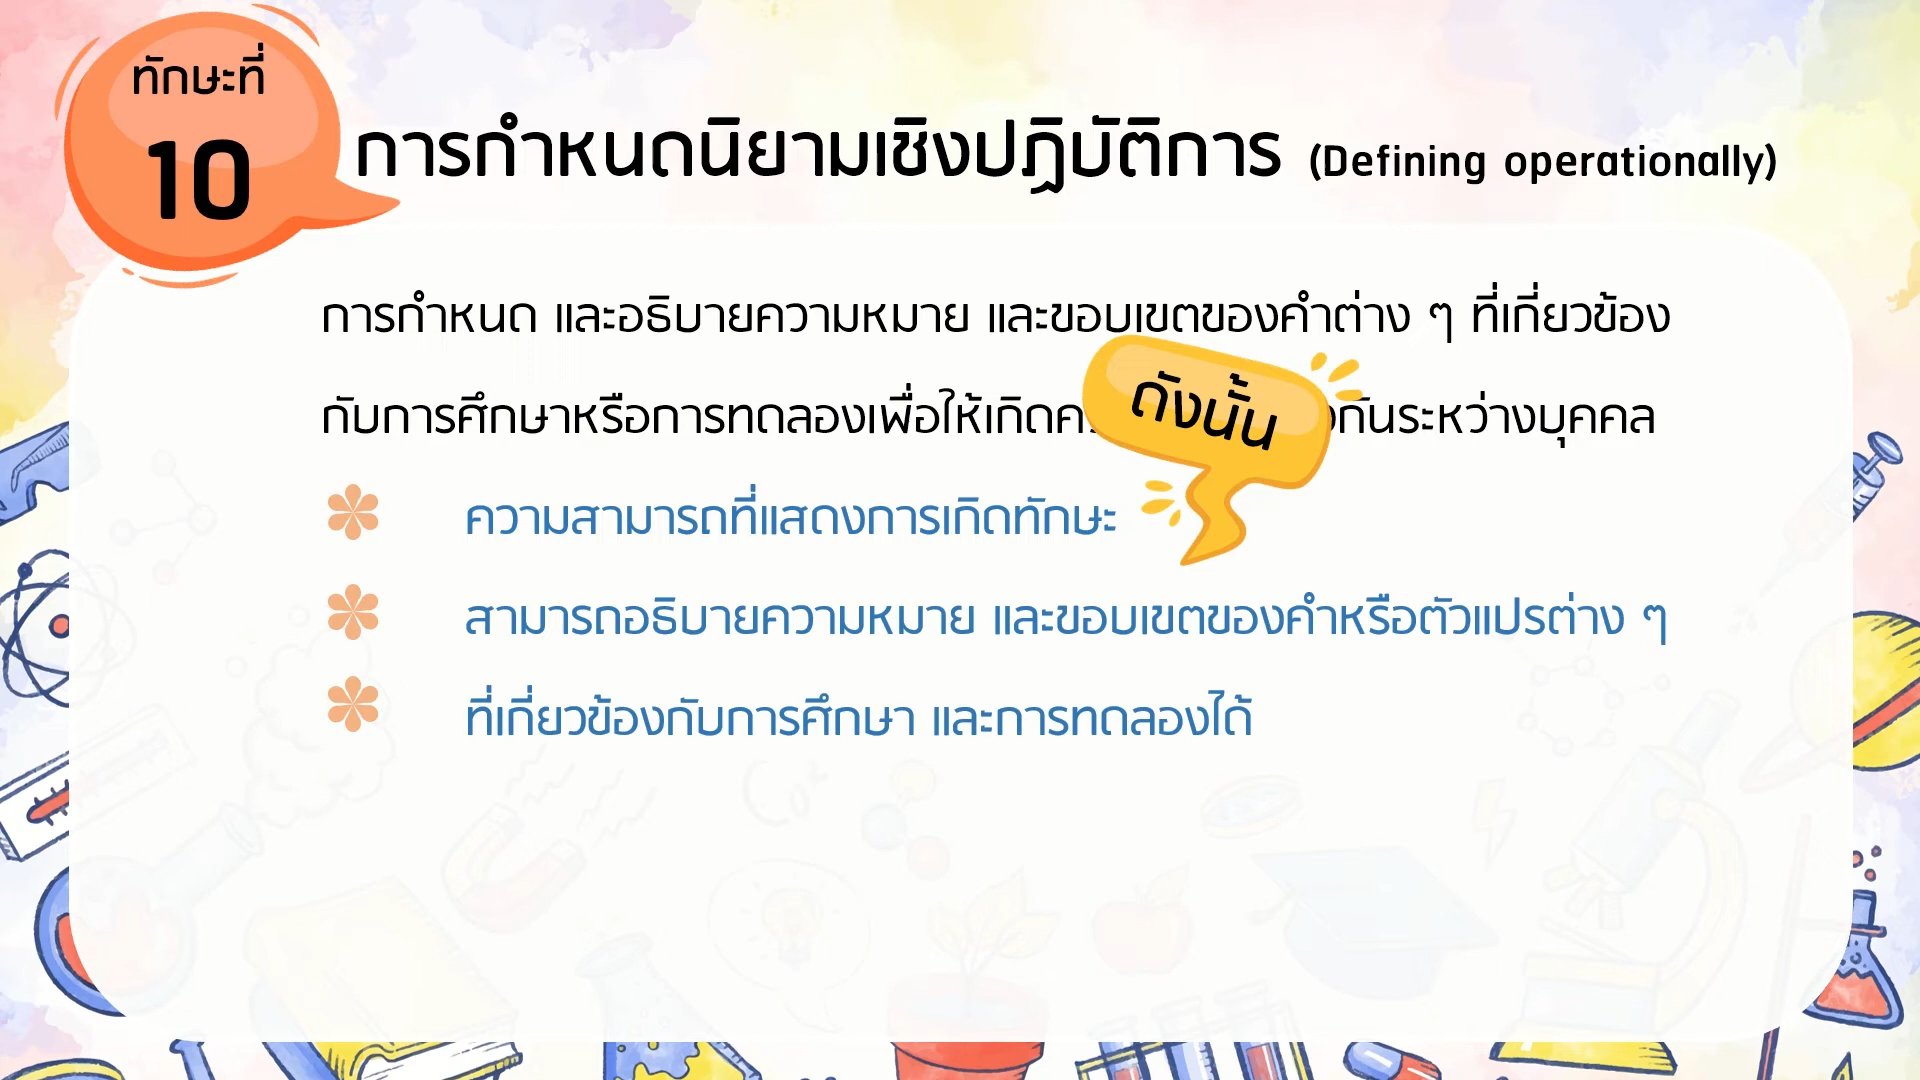 ทักษะที่
10
การกำหนดนิยามเชิงปฏิบัติการ (Defining operationally)
การกำหนด และอธิบายความหมาย และขอบเขตของคำต่าง ๆ ที่เกี่ยวข้อง
กับการศึกษาหรือการทดลองเพื่อให้เกิด กันระหว่างบุคคล
ดังนั้น
ความสามารถที่แสดงการเกิดทักษะ
สามารถอธิบายความหมาย และขอบเขตของคำหรือตัวแปรต่าง ๆ
ที่เกี่ยวข้องกับการศึกษา และการทดลองได้